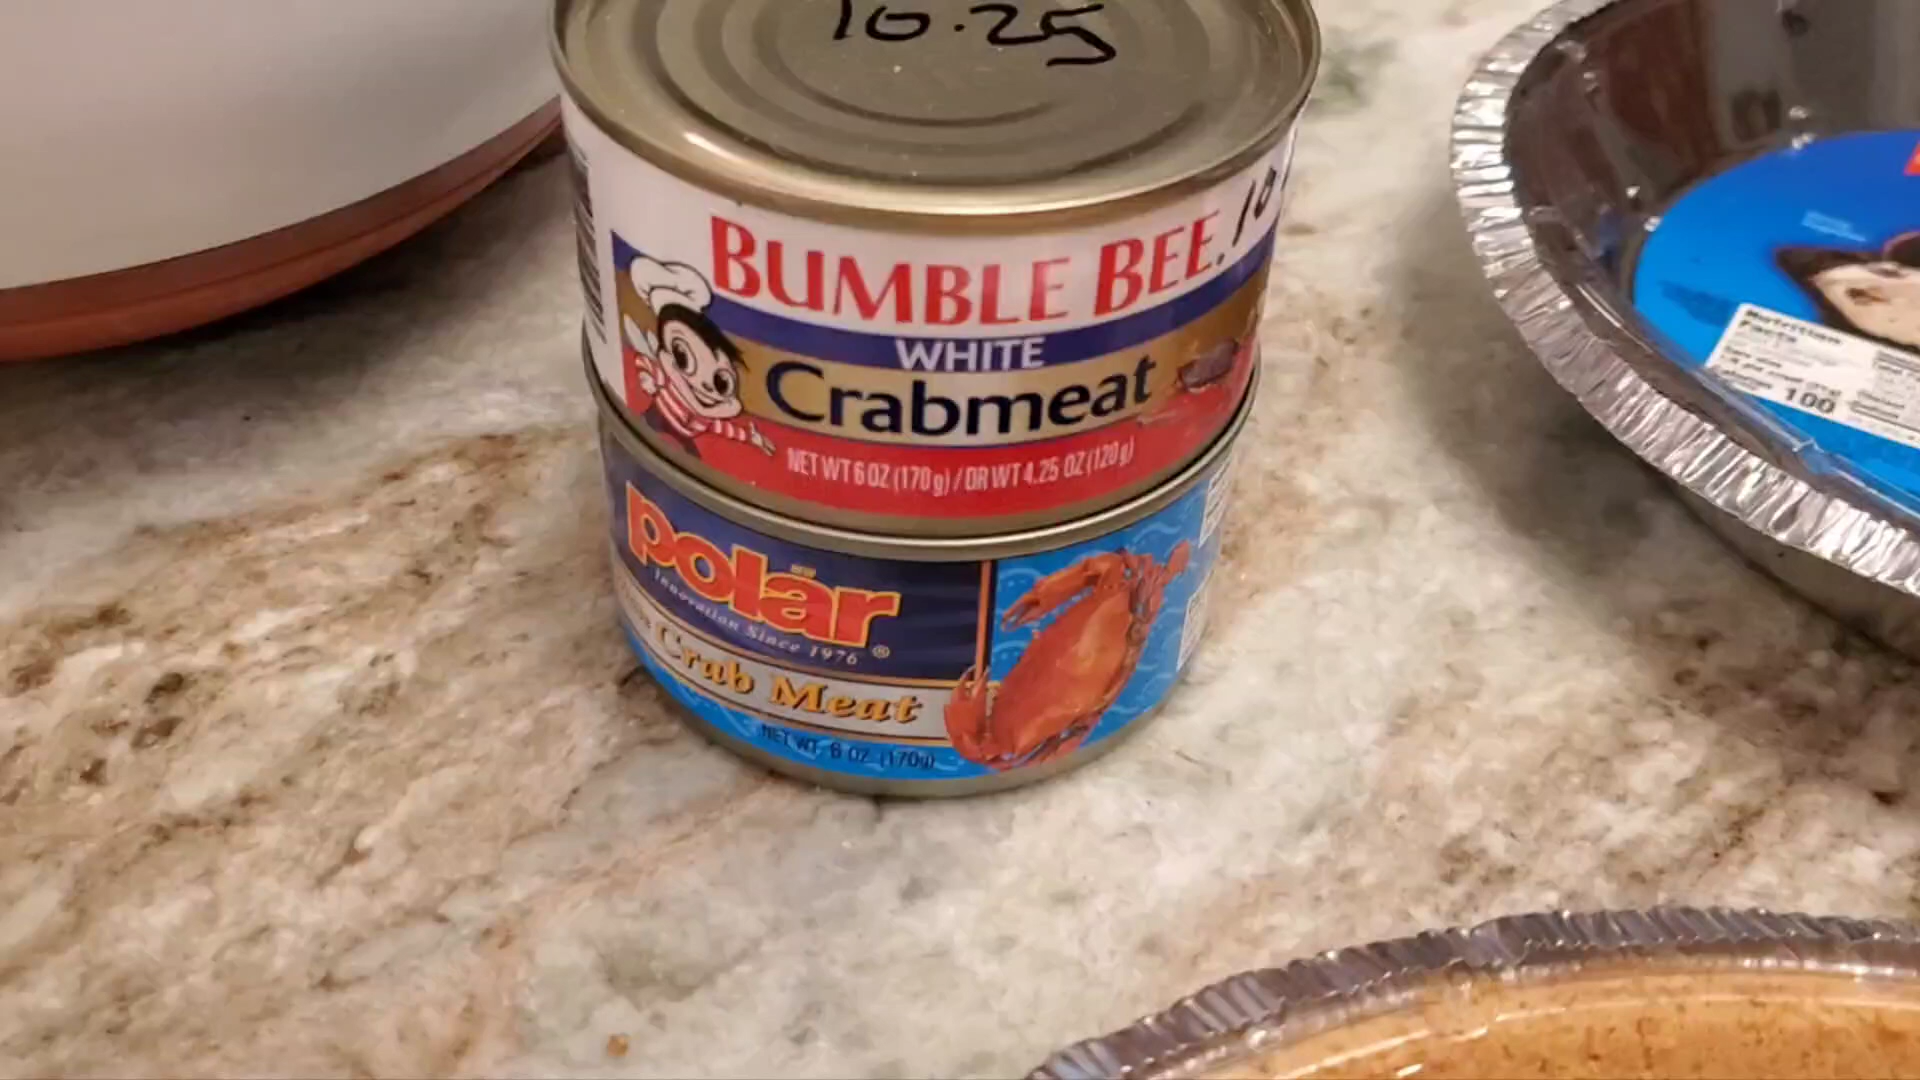 10.25
BUMBLE BEE.
10
WHITE
Crabmeat
NET WT 6 OZ (170g) / DR WT 4.25 OZ (120g)
polar
Innovation Since 1976 ®
Crab Meat
NET WT. 6 OZ (170g)
Nutrition
Facts
100